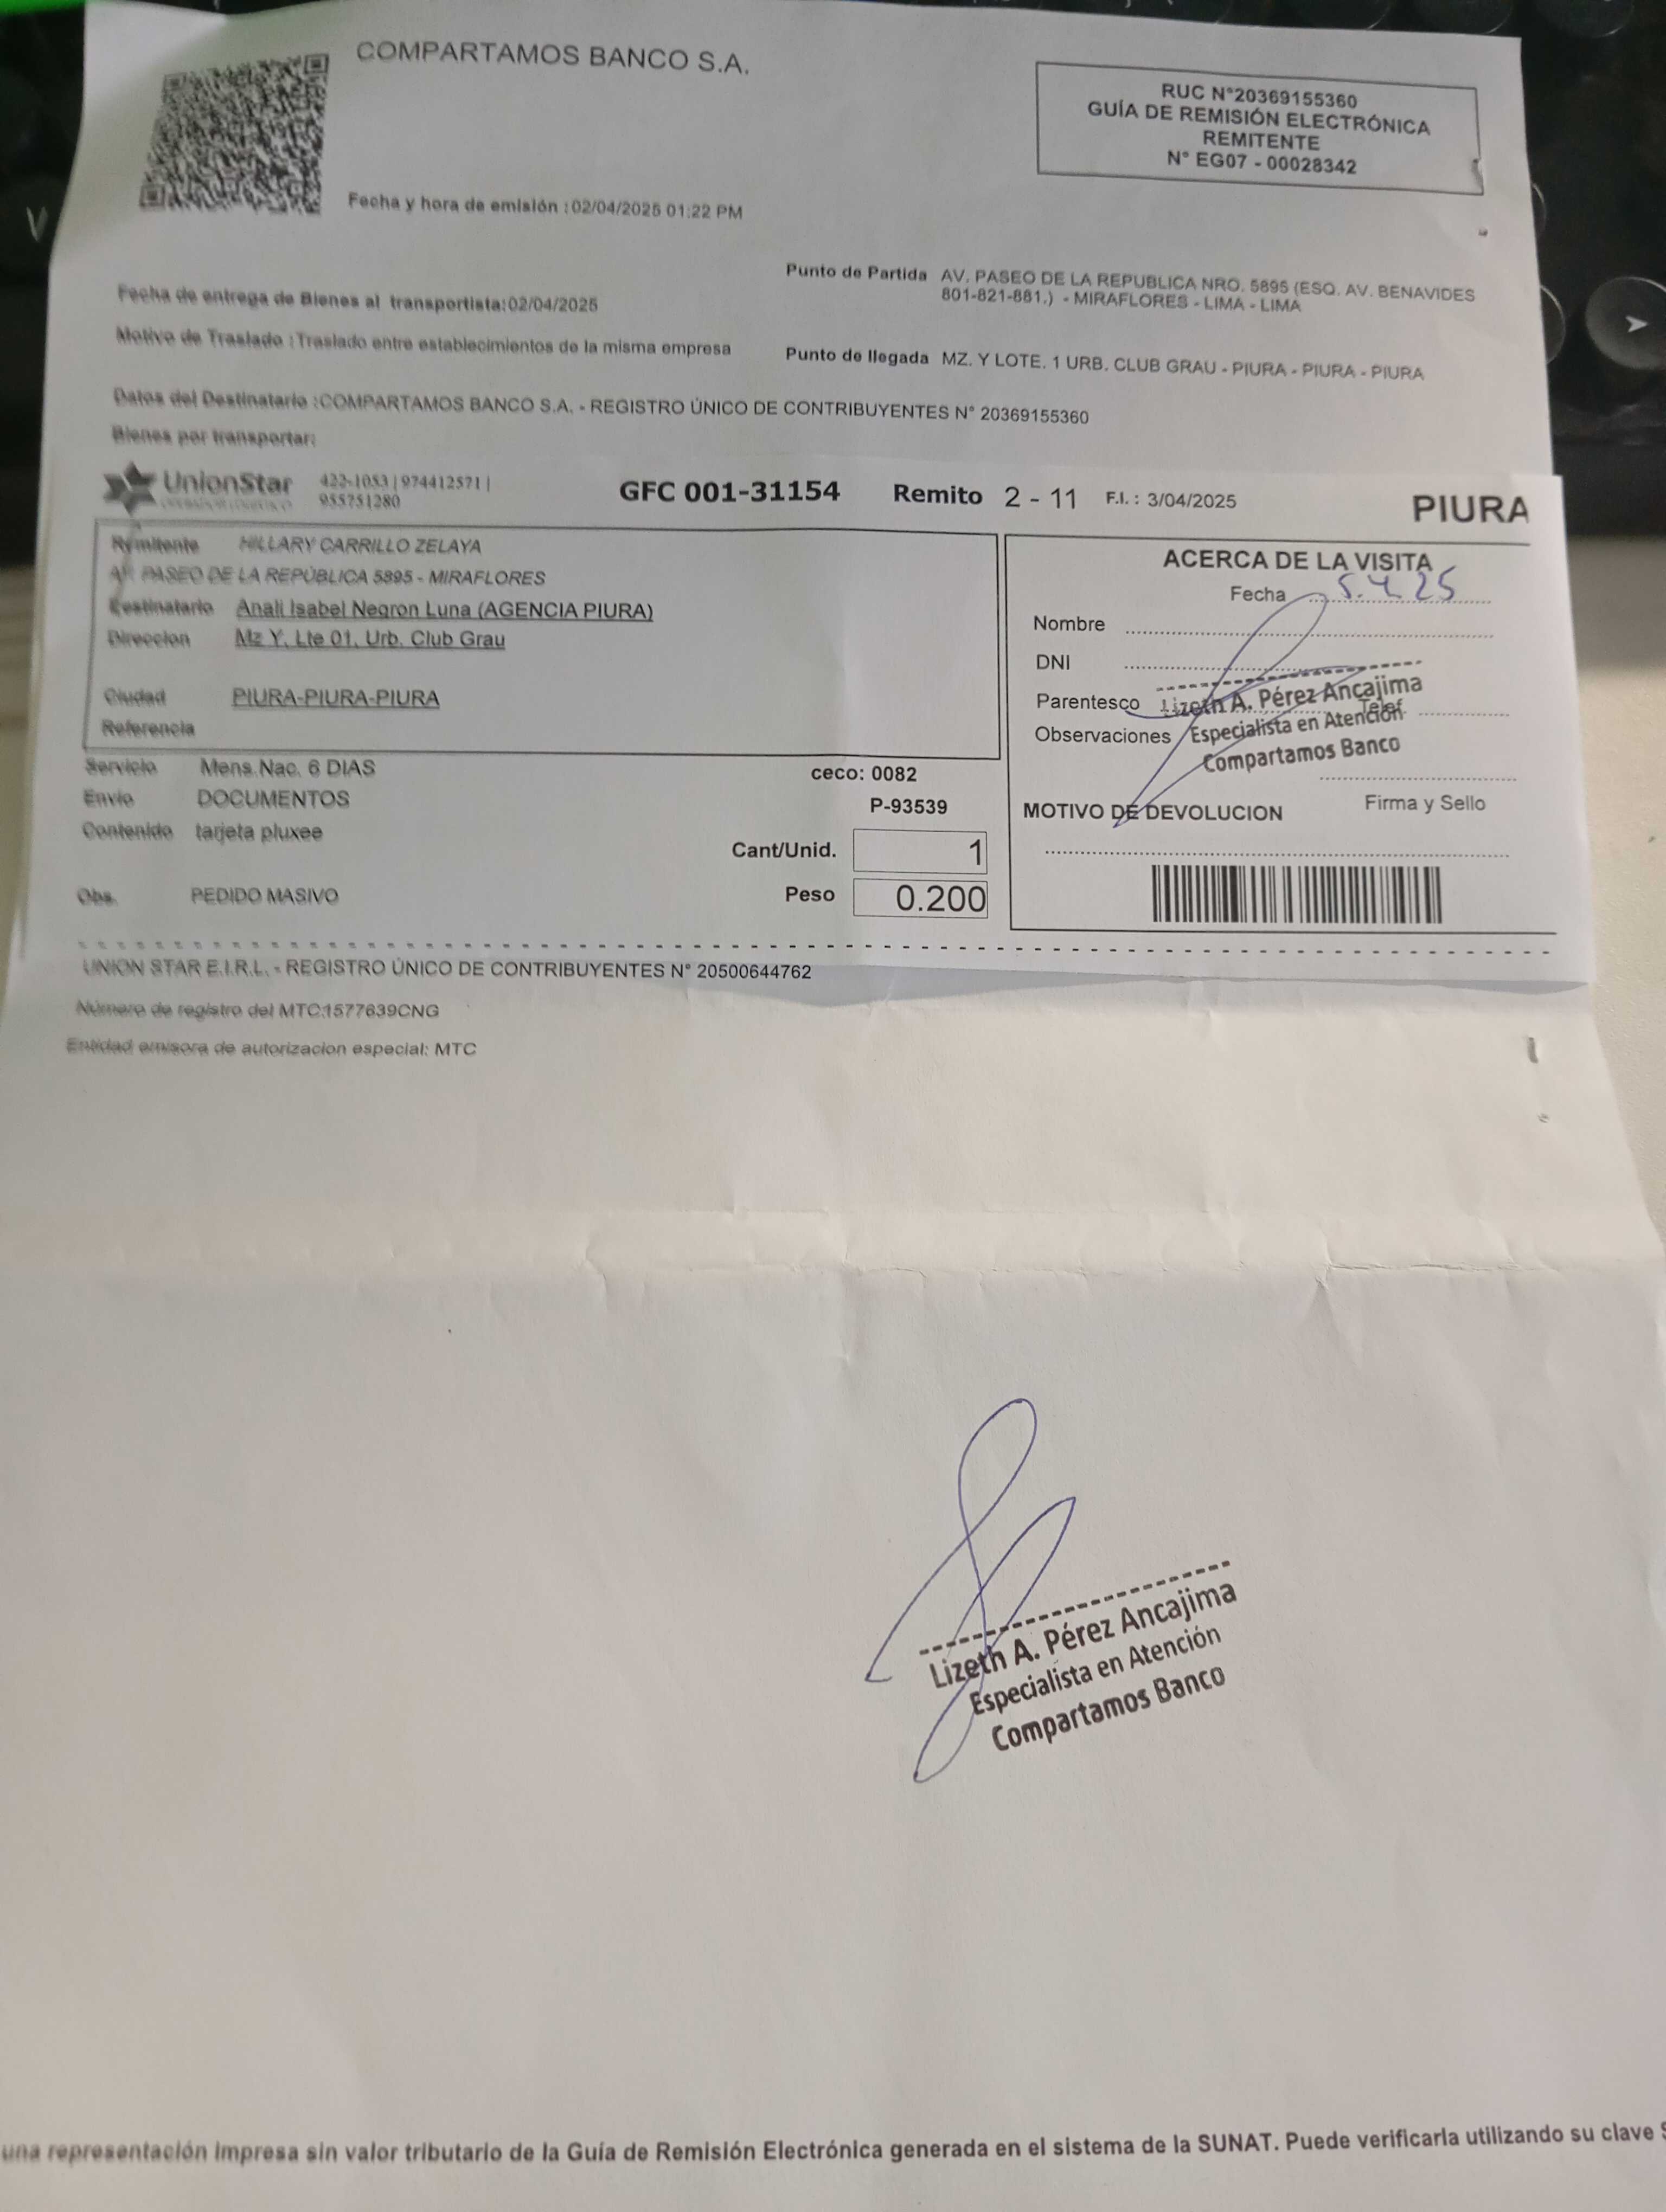 COMPARTAMOS BANCO S.A.
RUC N°20369155360
GUÍA DE REMISIÓN ELECTRÓNICA
REMITENTE
N° EG07 - 00028342
Fecha y hora de emisión :02/04/2025 01:22 PM
Fecha de entrega de Bienes al transportista:02/04/2025
Punto de Partida AV. PASEO DE LA REPUBLICA NRO. 5895 (ESQ. AV. BENAVIDES
801-821-881.) - MIRAFLORES - LIMA - LIMA
Motivo de Traslado :Traslado entre establecimientos de la misma empresa
Punto de llegada MZ. Y LOTE. 1 URB. CLUB GRAU - PIURA - PIURA - PIURA
Datos del Destinatario :COMPARTAMOS BANCO S.A. - REGISTRO ÚNICO DE CONTRIBUYENTES N° 20369155360
Bienes por transportar:
UnionStar
422-1053 | 974412571 |
955751280
GFC 001-31154 Remito 2 - 11 F.I. : 3/04/2025 PIURA
Remitente HILLARY CARRILLO ZELAYA
AV. PASEO DE LA REPÚBLICA 5895 - MIRAFLORES
Destinatario Anali Isabel Negron Luna (AGENCIA PIURA)
Direccion Mz Y, Lte 01, Urb. Club Grau
Ciudad PIURA-PIURA-PIURA
Referencia
ACERCA DE LA VISITA
Fecha 5.4.25
Nombre
DNI
Parentesco Telef.
Observaciones
Lizeth A. Pérez Ancajima
Especialista en Atención
Compartamos Banco
MOTIVO DE DEVOLUCION Firma y Sello
Servicio Mens.Nac. 6 DIAS
ceco: 0082
Envio DOCUMENTOS
P-93539
Contenido tarjeta pluxee
Cant/Unid. 1
Obs. PEDIDO MASIVO
Peso 0.200
UNION STAR E.I.R.L. - REGISTRO ÚNICO DE CONTRIBUYENTES N° 20500644762
Número de registro del MTC:1577639CNG
Entidad emisora de autorizacion especial: MTC
Lizeth A. Pérez Ancajima
Especialista en Atención
Compartamos Banco
una representación impresa sin valor tributario de la Guía de Remisión Electrónica generada en el sistema de la SUNAT. Puede verificarla utilizando su clave S